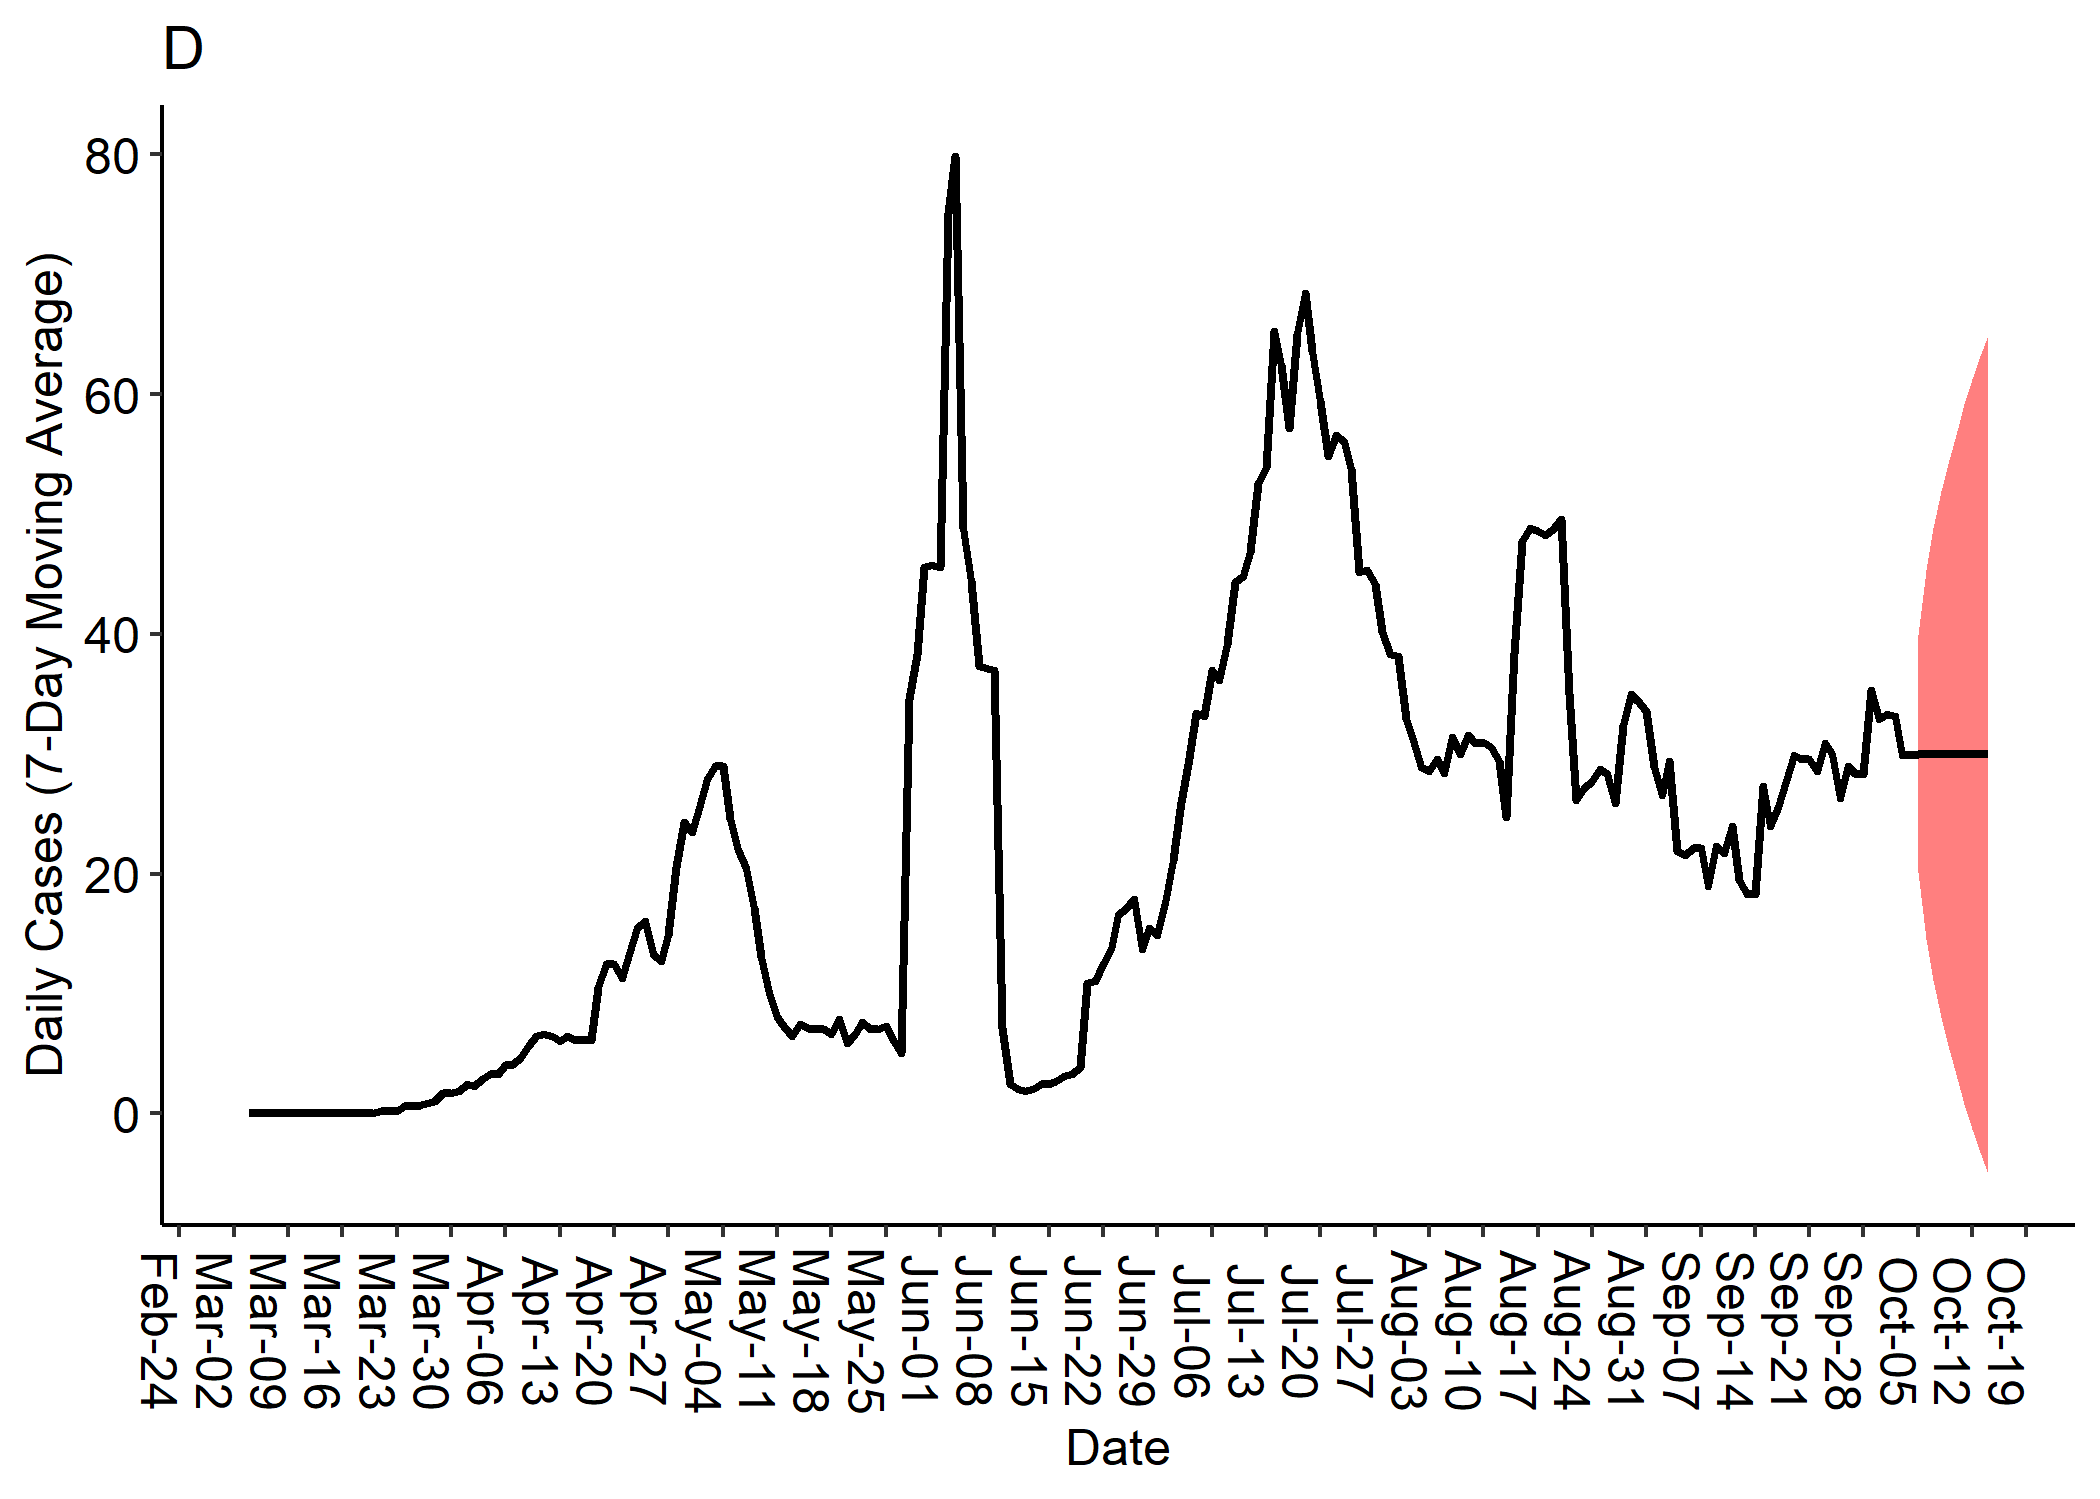 D
Daily Cases (7-Day Moving Average)
80
60
40
20
0
Feb-24
Mar-02
Mar-09
Mar-16
Mar-23
Mar-30
Apr-06
Apr-13
Apr-20
Apr-27
May-04
May-11
May-18
May-25
Jun-01
Jun-08
Jun-15
Jun-22
Jun-29
Jul-06
Jul-13
Jul-20
Jul-27
Aug-03
Aug-10
Aug-17
Aug-24
Aug-31
Sep-07
Sep-14
Sep-21
Sep-28
Oct-05
Oct-12
Oct-19
Date